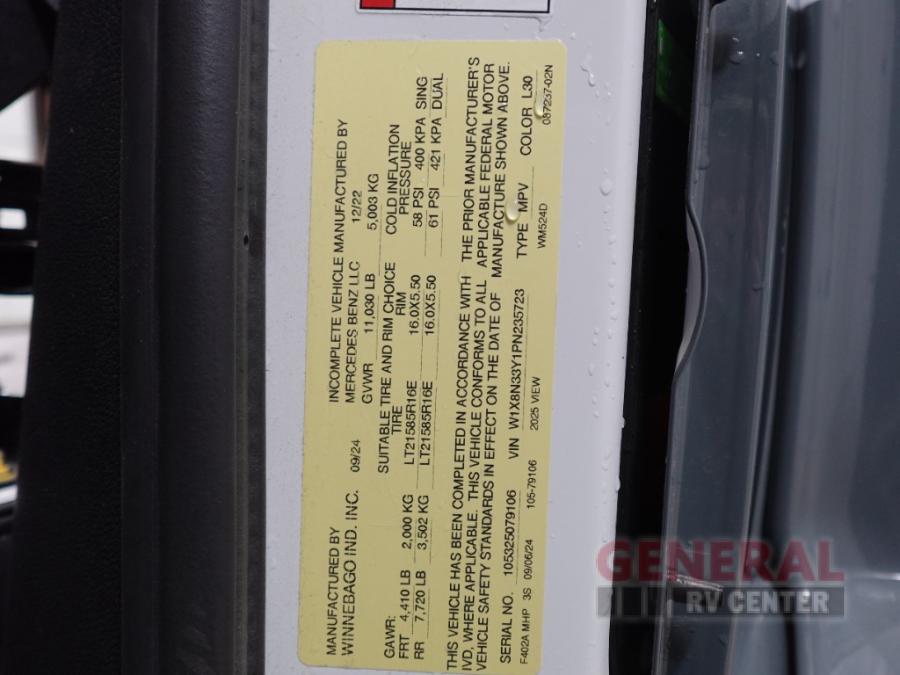 MANUFACTURED BY
WINNEBAGO IND. INC.
09/24
INCOMPLETE VEHICLE MANUFACTURED BY
MERCEDES BENZ LLC 12/22
GVWR 11,030 LB 5,003 KG
SUITABLE TIRE AND RIM CHOICE
COLD INFLATION
GAWR: TIRE RIM PRESSURE
FRT 4,410 LB 2,000 KG LT21585R16E 16.0X5.50 58 PSI 400 KPA SING
RR 7,720 LB 3,502 KG LT21585R16E 16.0X5.50 61 PSI 421 KPA DUAL
THIS VEHICLE HAS BEEN COMPLETED IN ACCORDANCE WITH THE PRIOR MANUFACTURER'S
IVD, WHERE APPLICABLE. THIS VEHICLE CONFORMS TO ALL APPLICABLE FEDERAL MOTOR
VEHICLE SAFETY STANDARDS IN EFFECT ON THE DATE OF MANUFACTURE SHOWN ABOVE.
SERIAL NO. 105325079106 VIN W1X8N33Y1PN235723 TYPE MPV COLOR L30
F402A MHP 3S 09/06/24 105-79106 2025 VIEW WM524D 037237-02N
GENERAL
RV CENTER